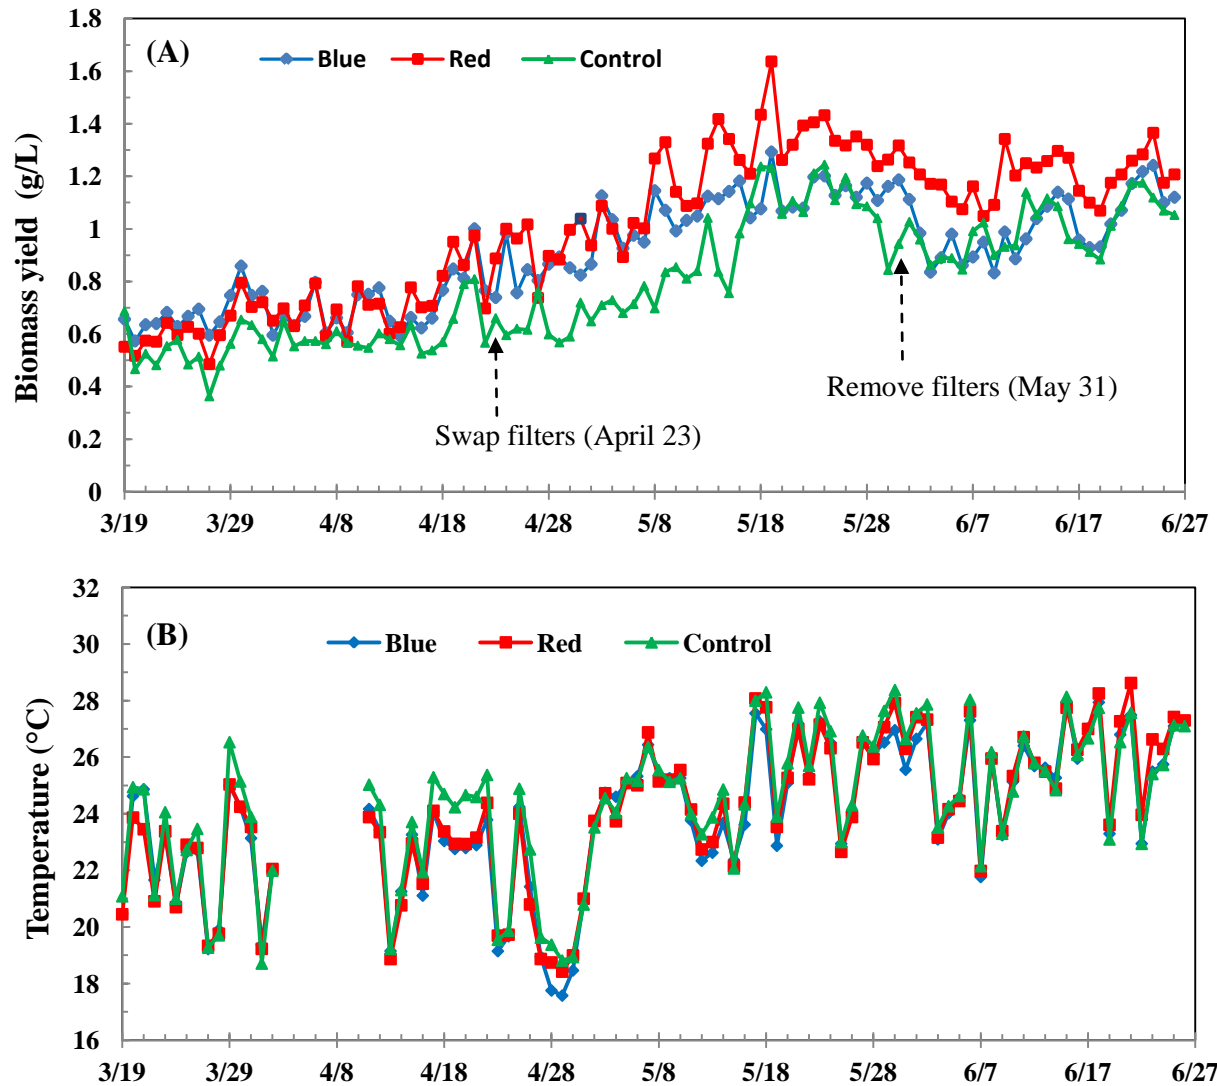 (A)
Blue Red Control
Biomass yield (g/L)
1.8
1.6
1.4
1.2
1
0.8
0.6
0.4
0.2
0
Remove filters (May 31)
Swap filters (April 23)
3/19 3/29 4/8 4/18 4/28 5/8 5/18 5/28 6/7 6/17 6/27
(B)
Blue Red Control
Temperature (°C)
32
30
28
26
24
22
20
18
16
3/19 3/29 4/8 4/18 4/28 5/8 5/18 5/28 6/7 6/17 6/27